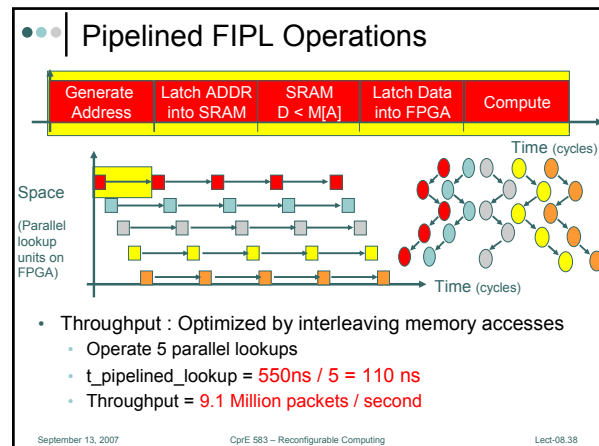 Pipelined FIPL Operations
Generate
Address
Latch ADDR
into SRAM
SRAM
D < M[A]
Latch Data
into FPGA
Compute
Time (cycles)
Space
(Parallel
lookup
units on
FPGA)
Time (cycles)
• Throughput : Optimized by interleaving memory accesses
• Operate 5 parallel lookups
• t_pipelined_lookup = 550ns / 5 = 110 ns
• Throughput = 9.1 Million packets / second
September 13, 2007 CprE 583 – Reconfigurable Computing Lect-08.38